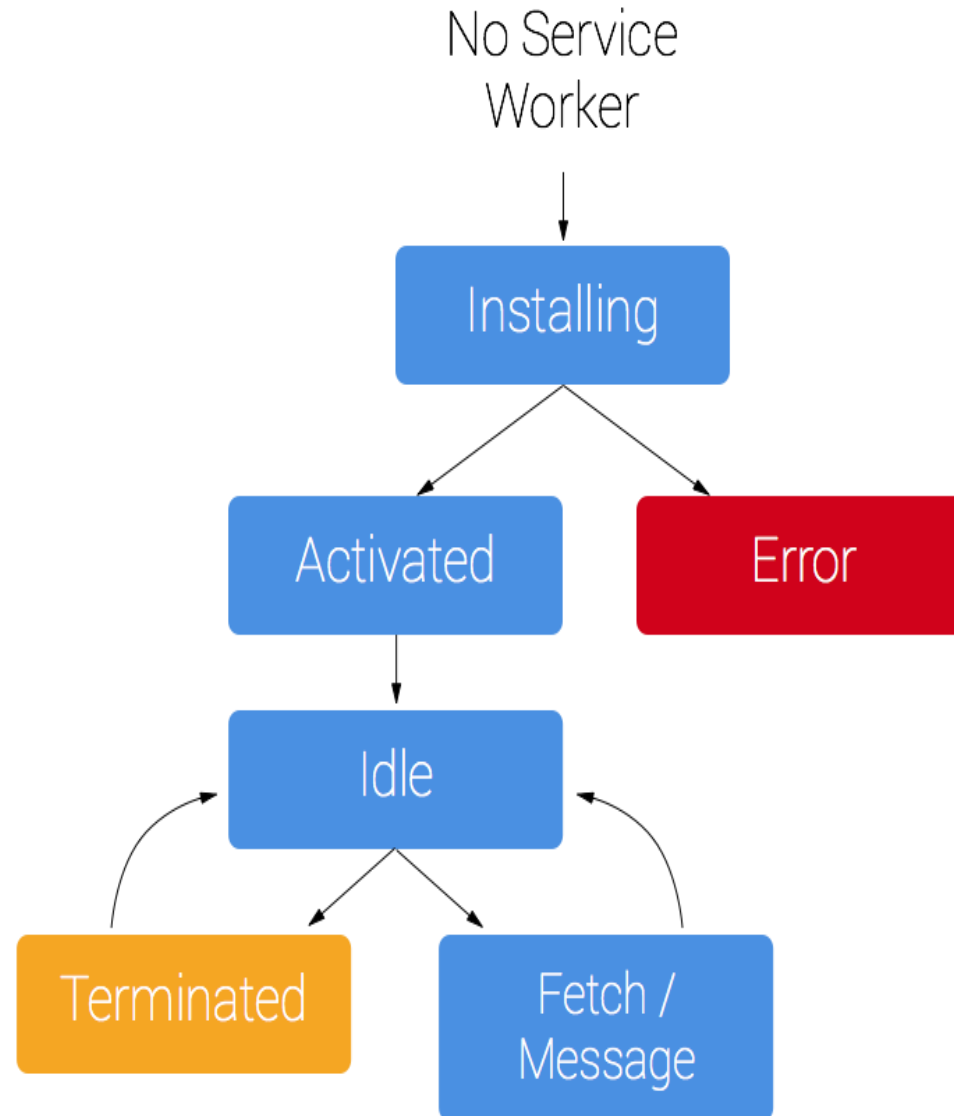 No Service
Worker
Installing
Activated
Error
Idle
Terminated
Fetch /
Message